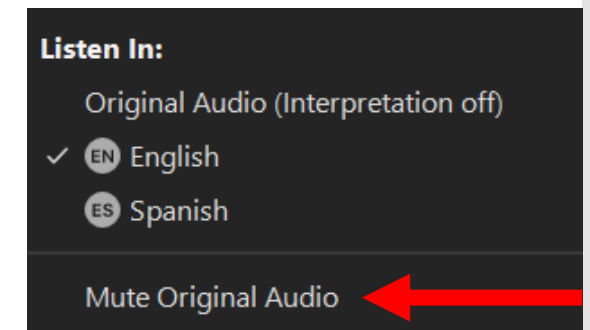 Listen In:
Original Audio (Interpretation off)
EN English
ES Spanish
Mute Original Audio